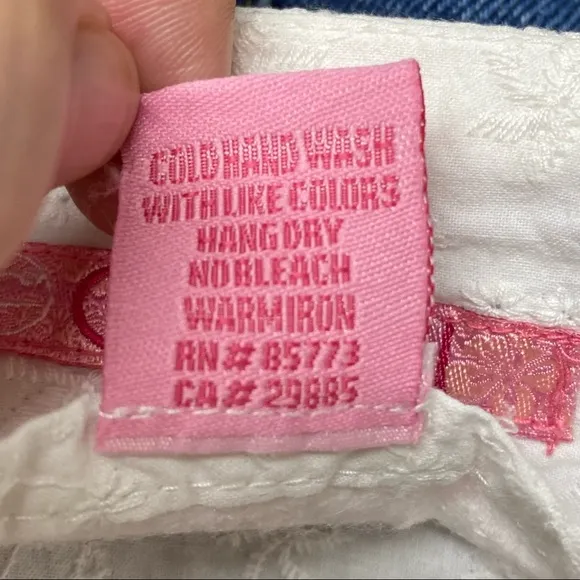 COLD HAND WASH
WITH LIKE COLORS
HANG DRY
NO BLEACH
WARM IRON
RN# 85773
CA# 29885